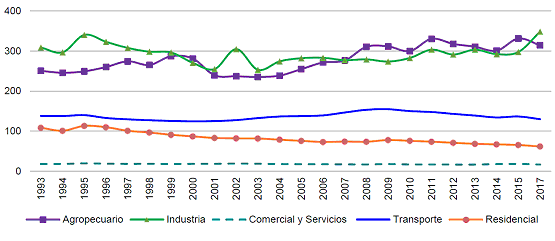 400
300
200
100
0
1993 1994 1995 1996 1997 1998 1999 2000 2001 2002 2003 2004 2005 2006 2007 2008 2009 2010 2011 2012 2013 2014 2015 2016 2017
Agropecuario Industria Comercial y Servicios Transporte Residencial